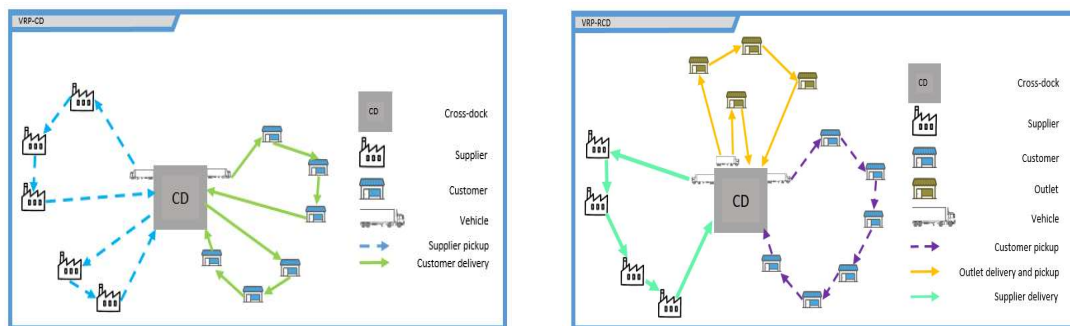 VRP-CD
CD
CD
Cross-dock
Supplier
Customer
Vehicle
Supplier pickup
Customer delivery
VRP-RCD
CD
CD
Cross-dock
Supplier
Customer
Outlet
Vehicle
Customer pickup
Outlet delivery and pickup
Supplier delivery